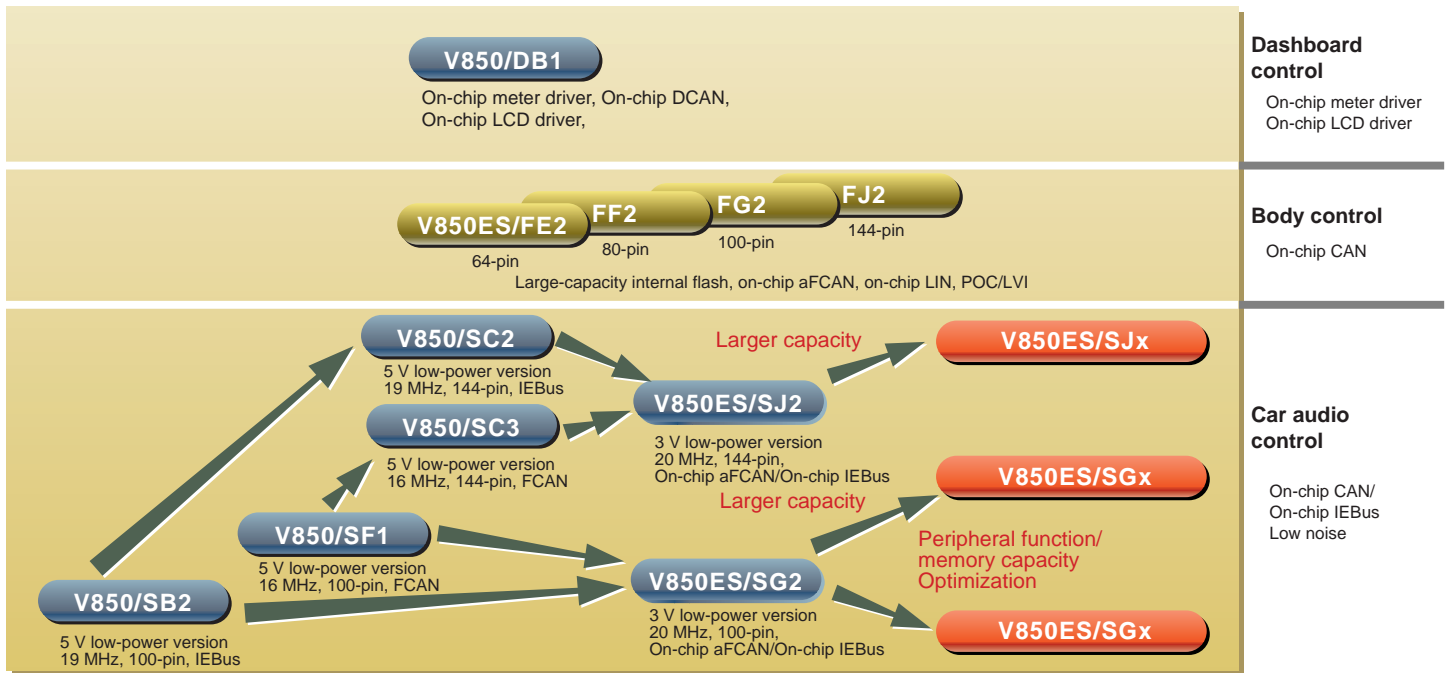 V850/DB1
On-chip meter driver, On-chip DCAN,
On-chip LCD driver,
Dashboard
control
On-chip meter driver
On-chip LCD driver
V850ES/FE2
FF2
FG2
FJ2
64-pin
80-pin
100-pin
144-pin
Large-capacity internal flash, on-chip aFCAN, on-chip LIN, POC/LVI
Body control
On-chip CAN
V850/SC2
5 V low-power version
19 MHz, 144-pin, IEBus
V850/SC3
5 V low-power version
16 MHz, 144-pin, FCAN
V850/SF1
5 V low-power version
16 MHz, 100-pin, FCAN
V850/SB2
5 V low-power version
19 MHz, 100-pin, IEBus
V850ES/SJ2
3 V low-power version
20 MHz, 144-pin,
On-chip aFCAN/On-chip IEBus
V850ES/SG2
3 V low-power version
20 MHz, 100-pin,
On-chip aFCAN/On-chip IEBus
Larger capacity
V850ES/SJx
Larger capacity
V850ES/SGx
Peripheral function/
memory capacity
Optimization
V850ES/SGx
Car audio
control
On-chip CAN/
On-chip IEBus
Low noise